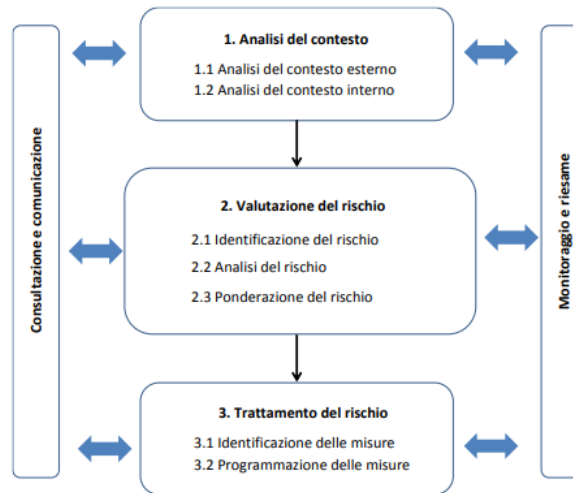 Consultazione e comunicazione
1. Analisi del contesto
1.1 Analisi del contesto esterno
1.2 Analisi del contesto interno
2. Valutazione del rischio
2.1 Identificazione del rischio
2.2 Analisi del rischio
2.3 Ponderazione del rischio
3. Trattamento del rischio
3.1 Identificazione delle misure
3.2 Programmazione delle misure
Monitoraggio e riesame